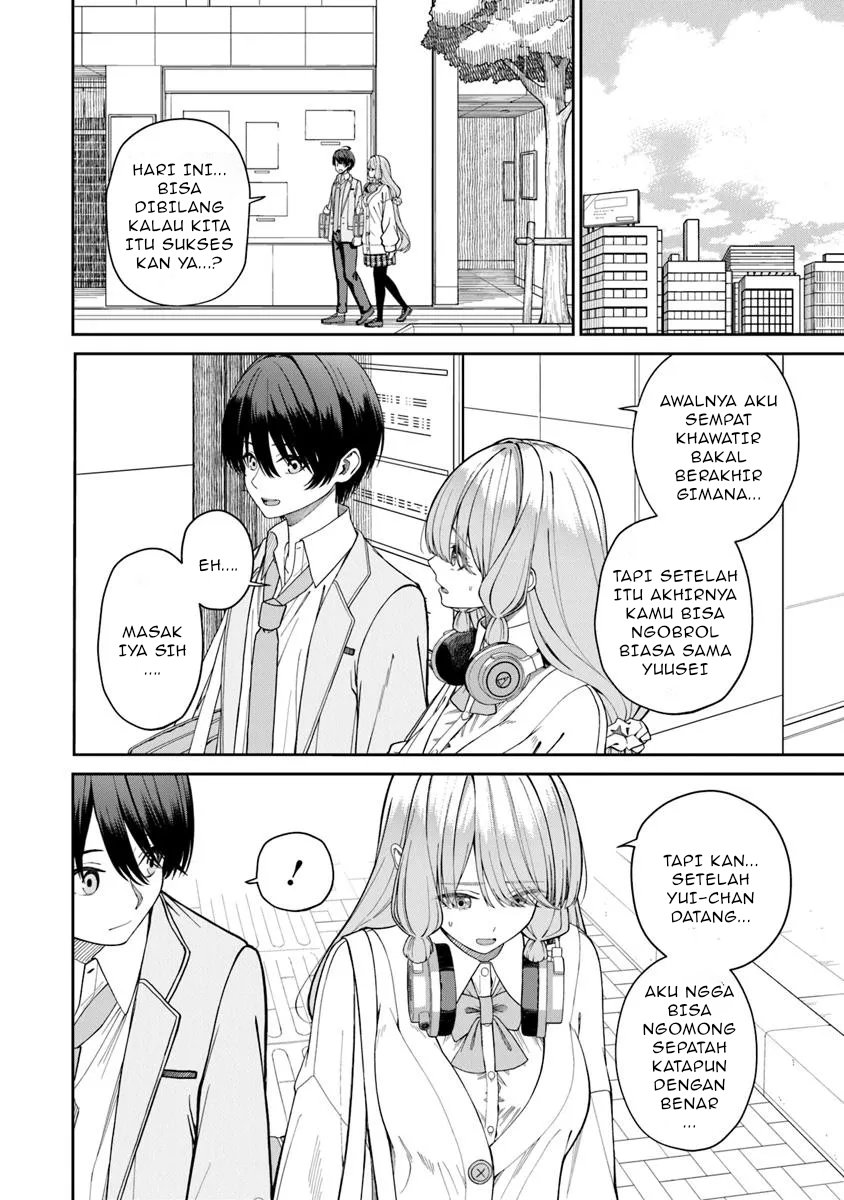 HARI INI...
BISA
DIBILANG
KALAU KITA
ITU SUKSES
KAN YA...?
AWALNYA AKU
SEMPAT
KHAWATIR
BAKAL
BERAKHIR
GIMANA...
TAPI SETELAH
ITU AKHIRNYA
KAMU BISA
NGOBROL
BIASA SAMA
YUUSEI
EH....
MASAK
IYA SIH
....
TAPI KAN...
SETELAH
YUI-CHAN
DATANG...
AKU NGGA
BISA
NGOMONG
SEPATAH
KATAPUN
DENGAN
BENAR
...
!